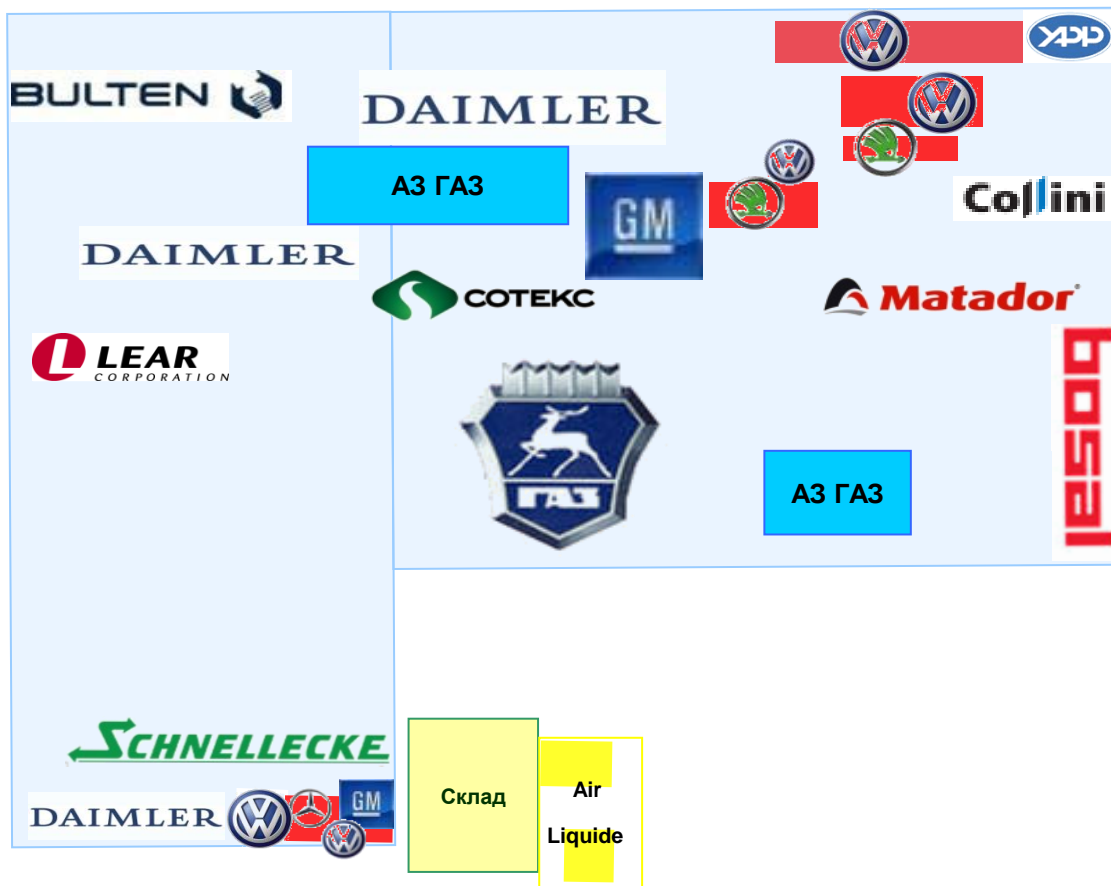 YAPP
BULTEN
DAIMLER
АЗ ГАЗ
GM
Collini
DAIMLER
СОТЕКС
Matador
LEAR
CORPORATION
bosal
ГАЗ
АЗ ГАЗ
SCHNELLECKE
DAIMLER
GM
Склад
Air
Liquide